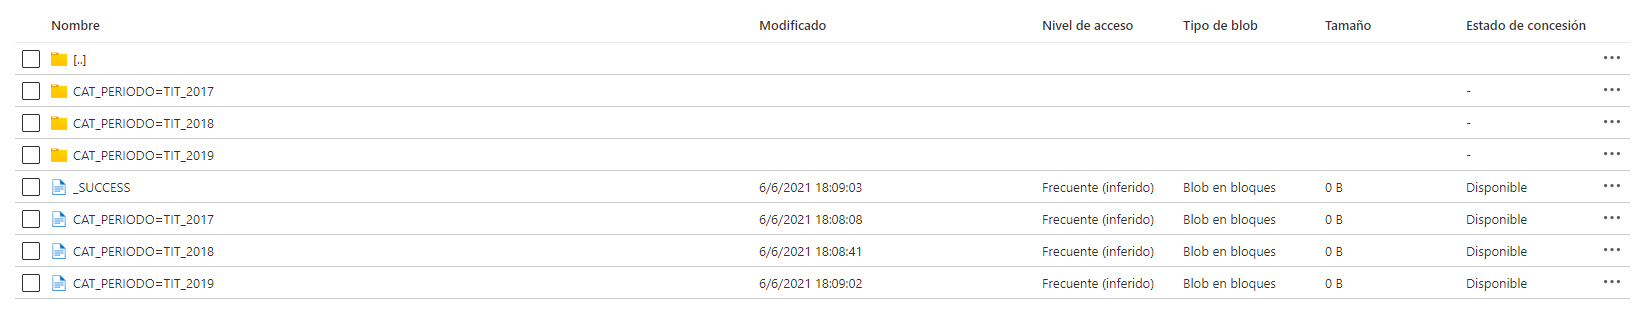 Nombre Modificado Nivel de acceso Tipo de blob Tamaño Estado de concesión
[..] ...
CAT_PERIODO=TIT_2017 - ...
CAT_PERIODO=TIT_2018 - ...
CAT_PERIODO=TIT_2019 - ...
_SUCCESS 6/6/2021 18:09:03 Frecuente (inferido) Blob en bloques 0 B Disponible ...
CAT_PERIODO=TIT_2017 6/6/2021 18:08:08 Frecuente (inferido) Blob en bloques 0 B Disponible ...
CAT_PERIODO=TIT_2018 6/6/2021 18:08:41 Frecuente (inferido) Blob en bloques 0 B Disponible ...
CAT_PERIODO=TIT_2019 6/6/2021 18:09:02 Frecuente (inferido) Blob en bloques 0 B Disponible ...